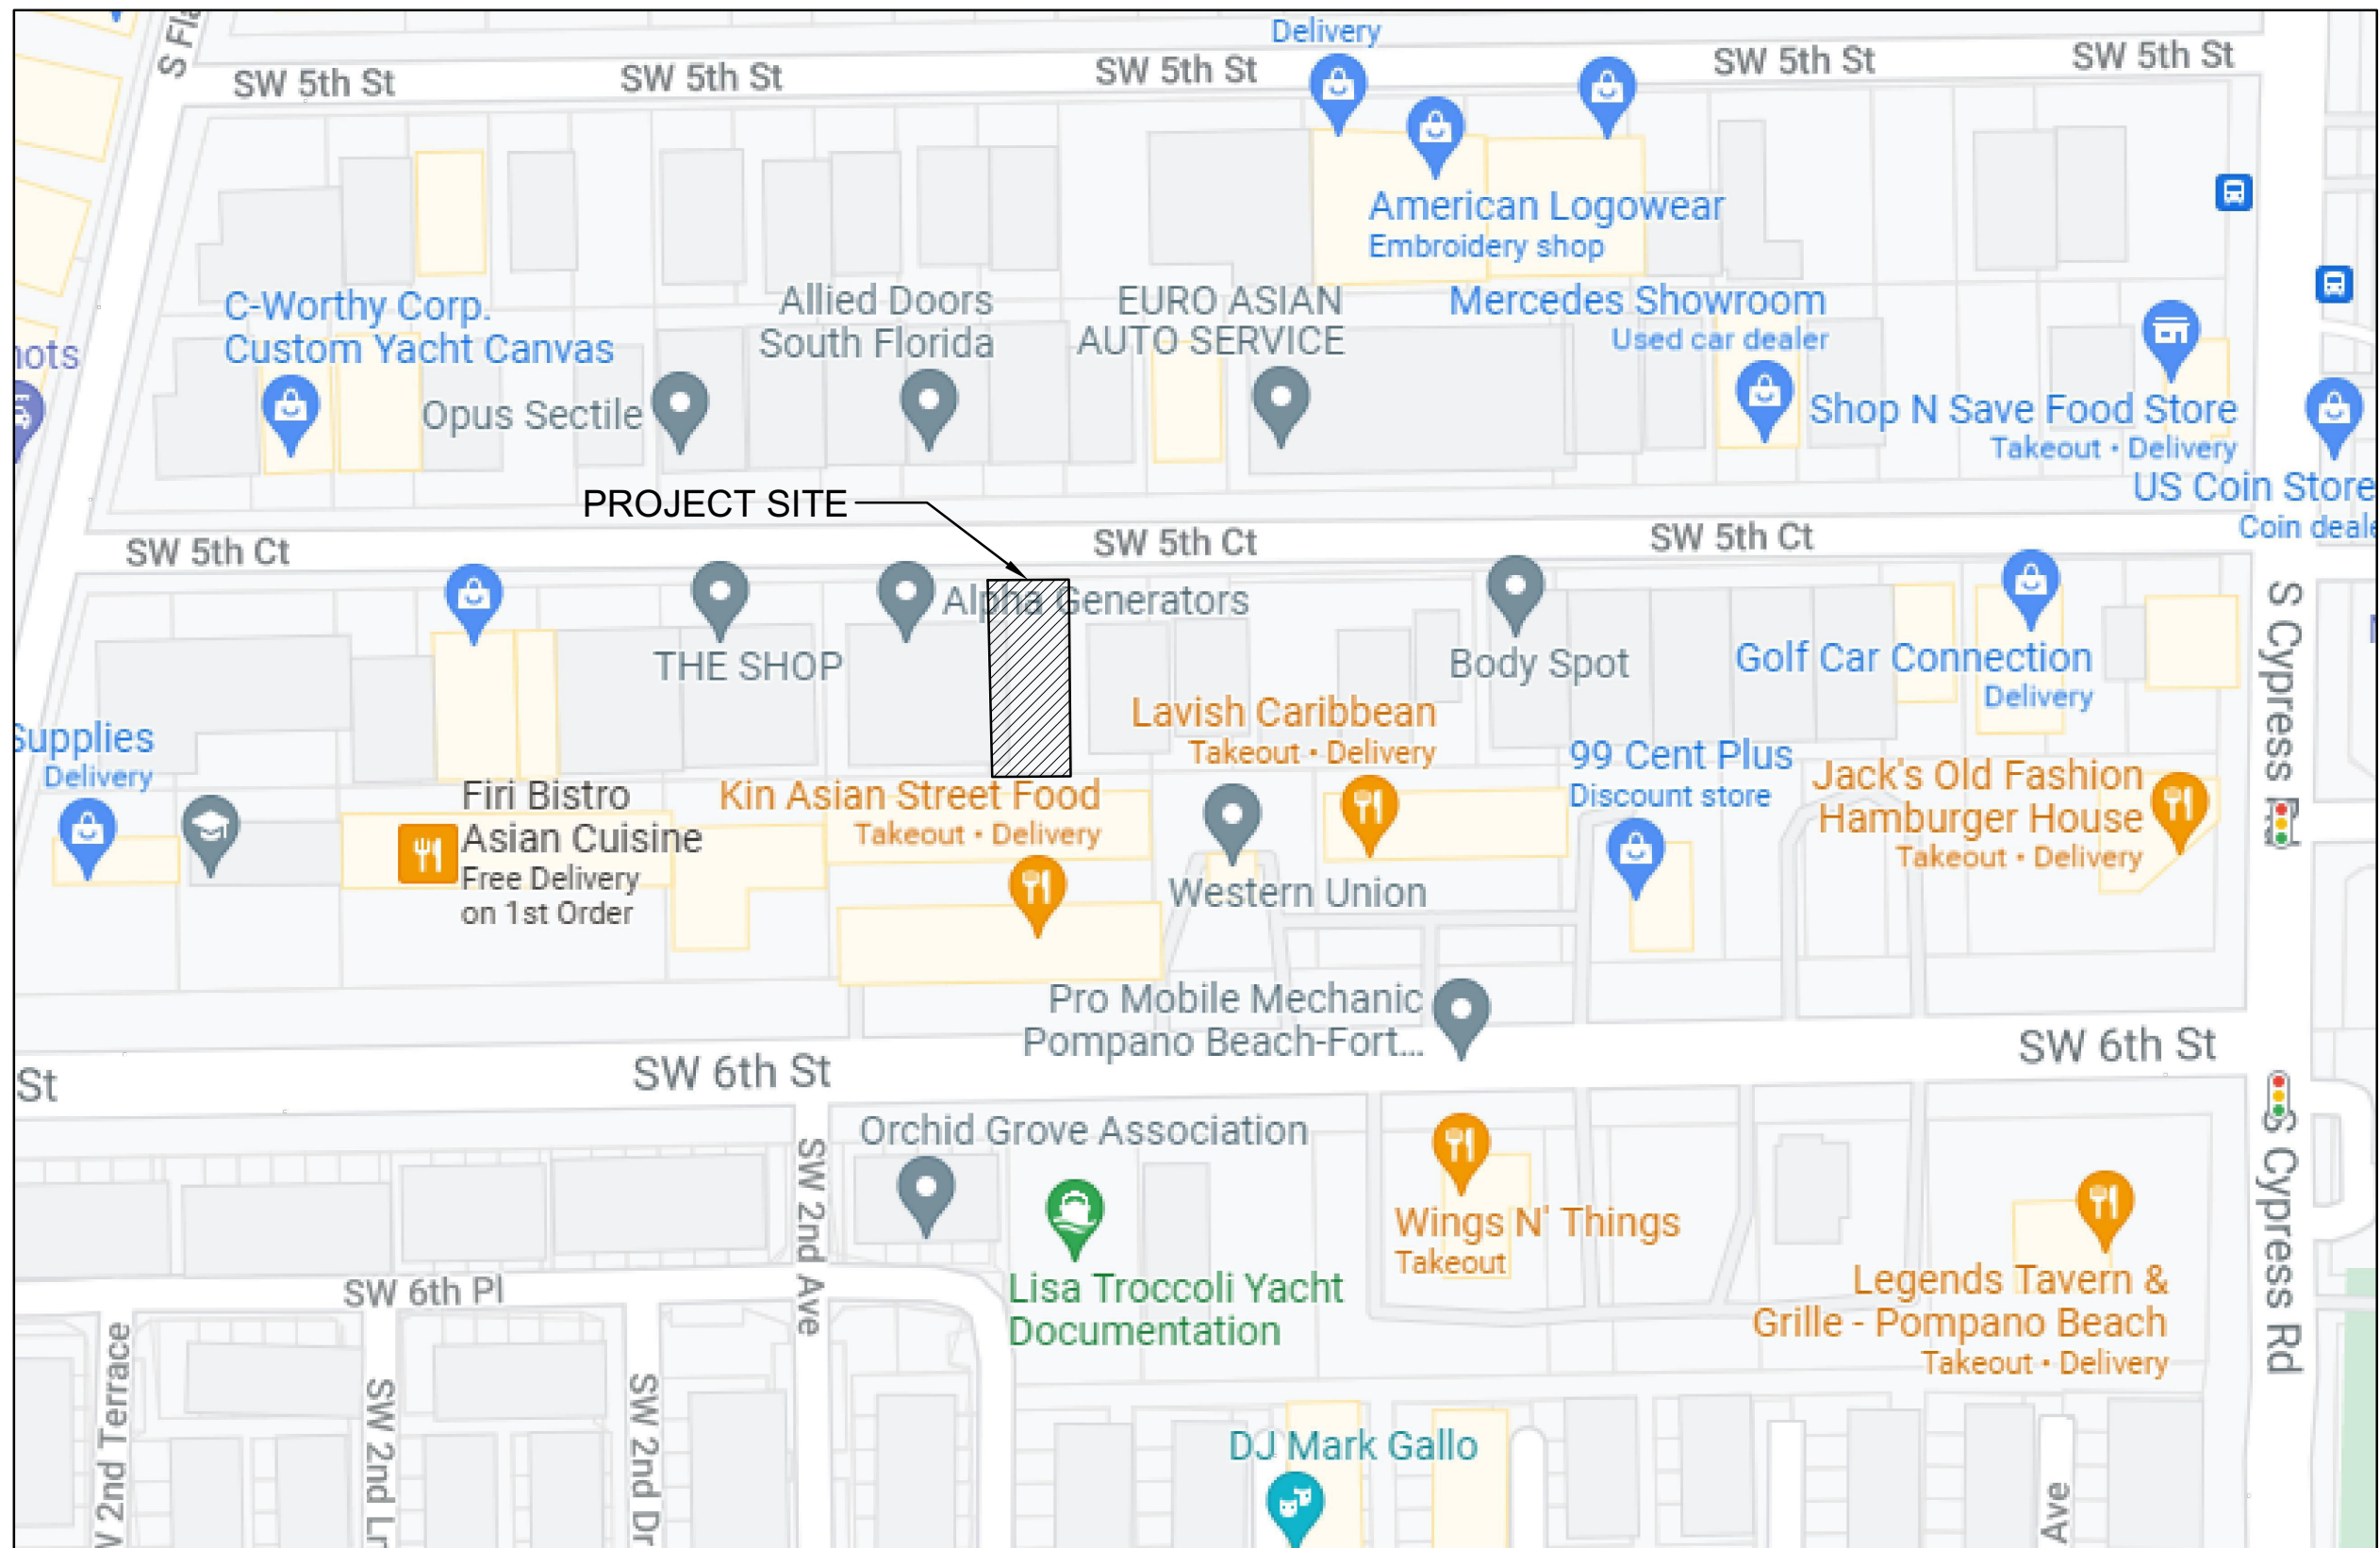 Delivery
S Fla
SW 5th St
SW 5th St
SW 5th St
SW 5th St
SW 5th St
American Logowear
Embroidery shop
C-Worthy Corp.
Custom Yacht Canvas
Allied Doors
South Florida
EURO ASIAN
AUTO SERVICE
Mercedes Showroom
Used car dealer
nots
Opus Sectile
Shop N Save Food Store
Takeout • Delivery
US Coin Store
Coin deale
PROJECT SITE
SW 5th Ct
SW 5th Ct
SW 5th Ct
Alpha Generators
THE SHOP
Body Spot
Golf Car Connection
Delivery
S Cypress Rd
Supplies
Delivery
Lavish Caribbean
Takeout • Delivery
99 Cent Plus
Discount store
Jack's Old Fashion
Hamburger House
Takeout • Delivery
Firi Bistro
Asian Cuisine
Free Delivery
on 1st Order
Kin Asian Street Food
Takeout • Delivery
Western Union
Pro Mobile Mechanic
Pompano Beach-Fort...
St
SW 6th St
SW 6th St
Orchid Grove Association
SW 2nd Ave
Wings N' Things
Takeout
S Cypress Rd
Lisa Troccoli Yacht
Documentation
SW 6th Pl
Legends Tavern &
Grille - Pompano Beach
Takeout • Delivery
W 2nd Terrace
SW 2nd Ln
SW 2nd Dr
DJ Mark Gallo
Ave